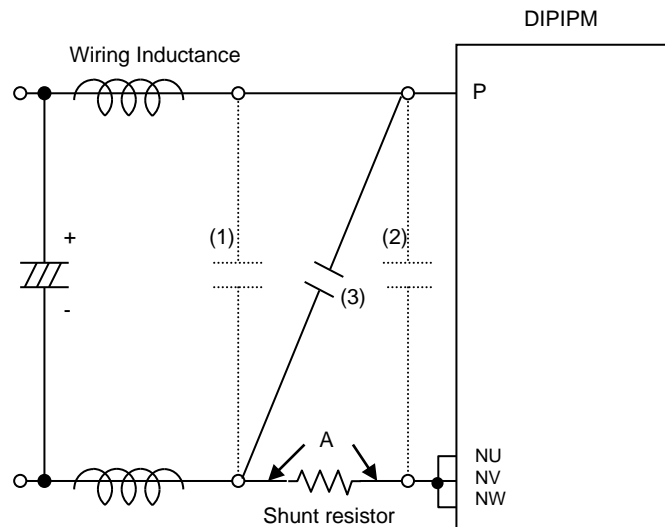 DIPIPM
Wiring Inductance
P
+
(1)
(2)
(3)
-
A
NU
NV
NW
Shunt resistor